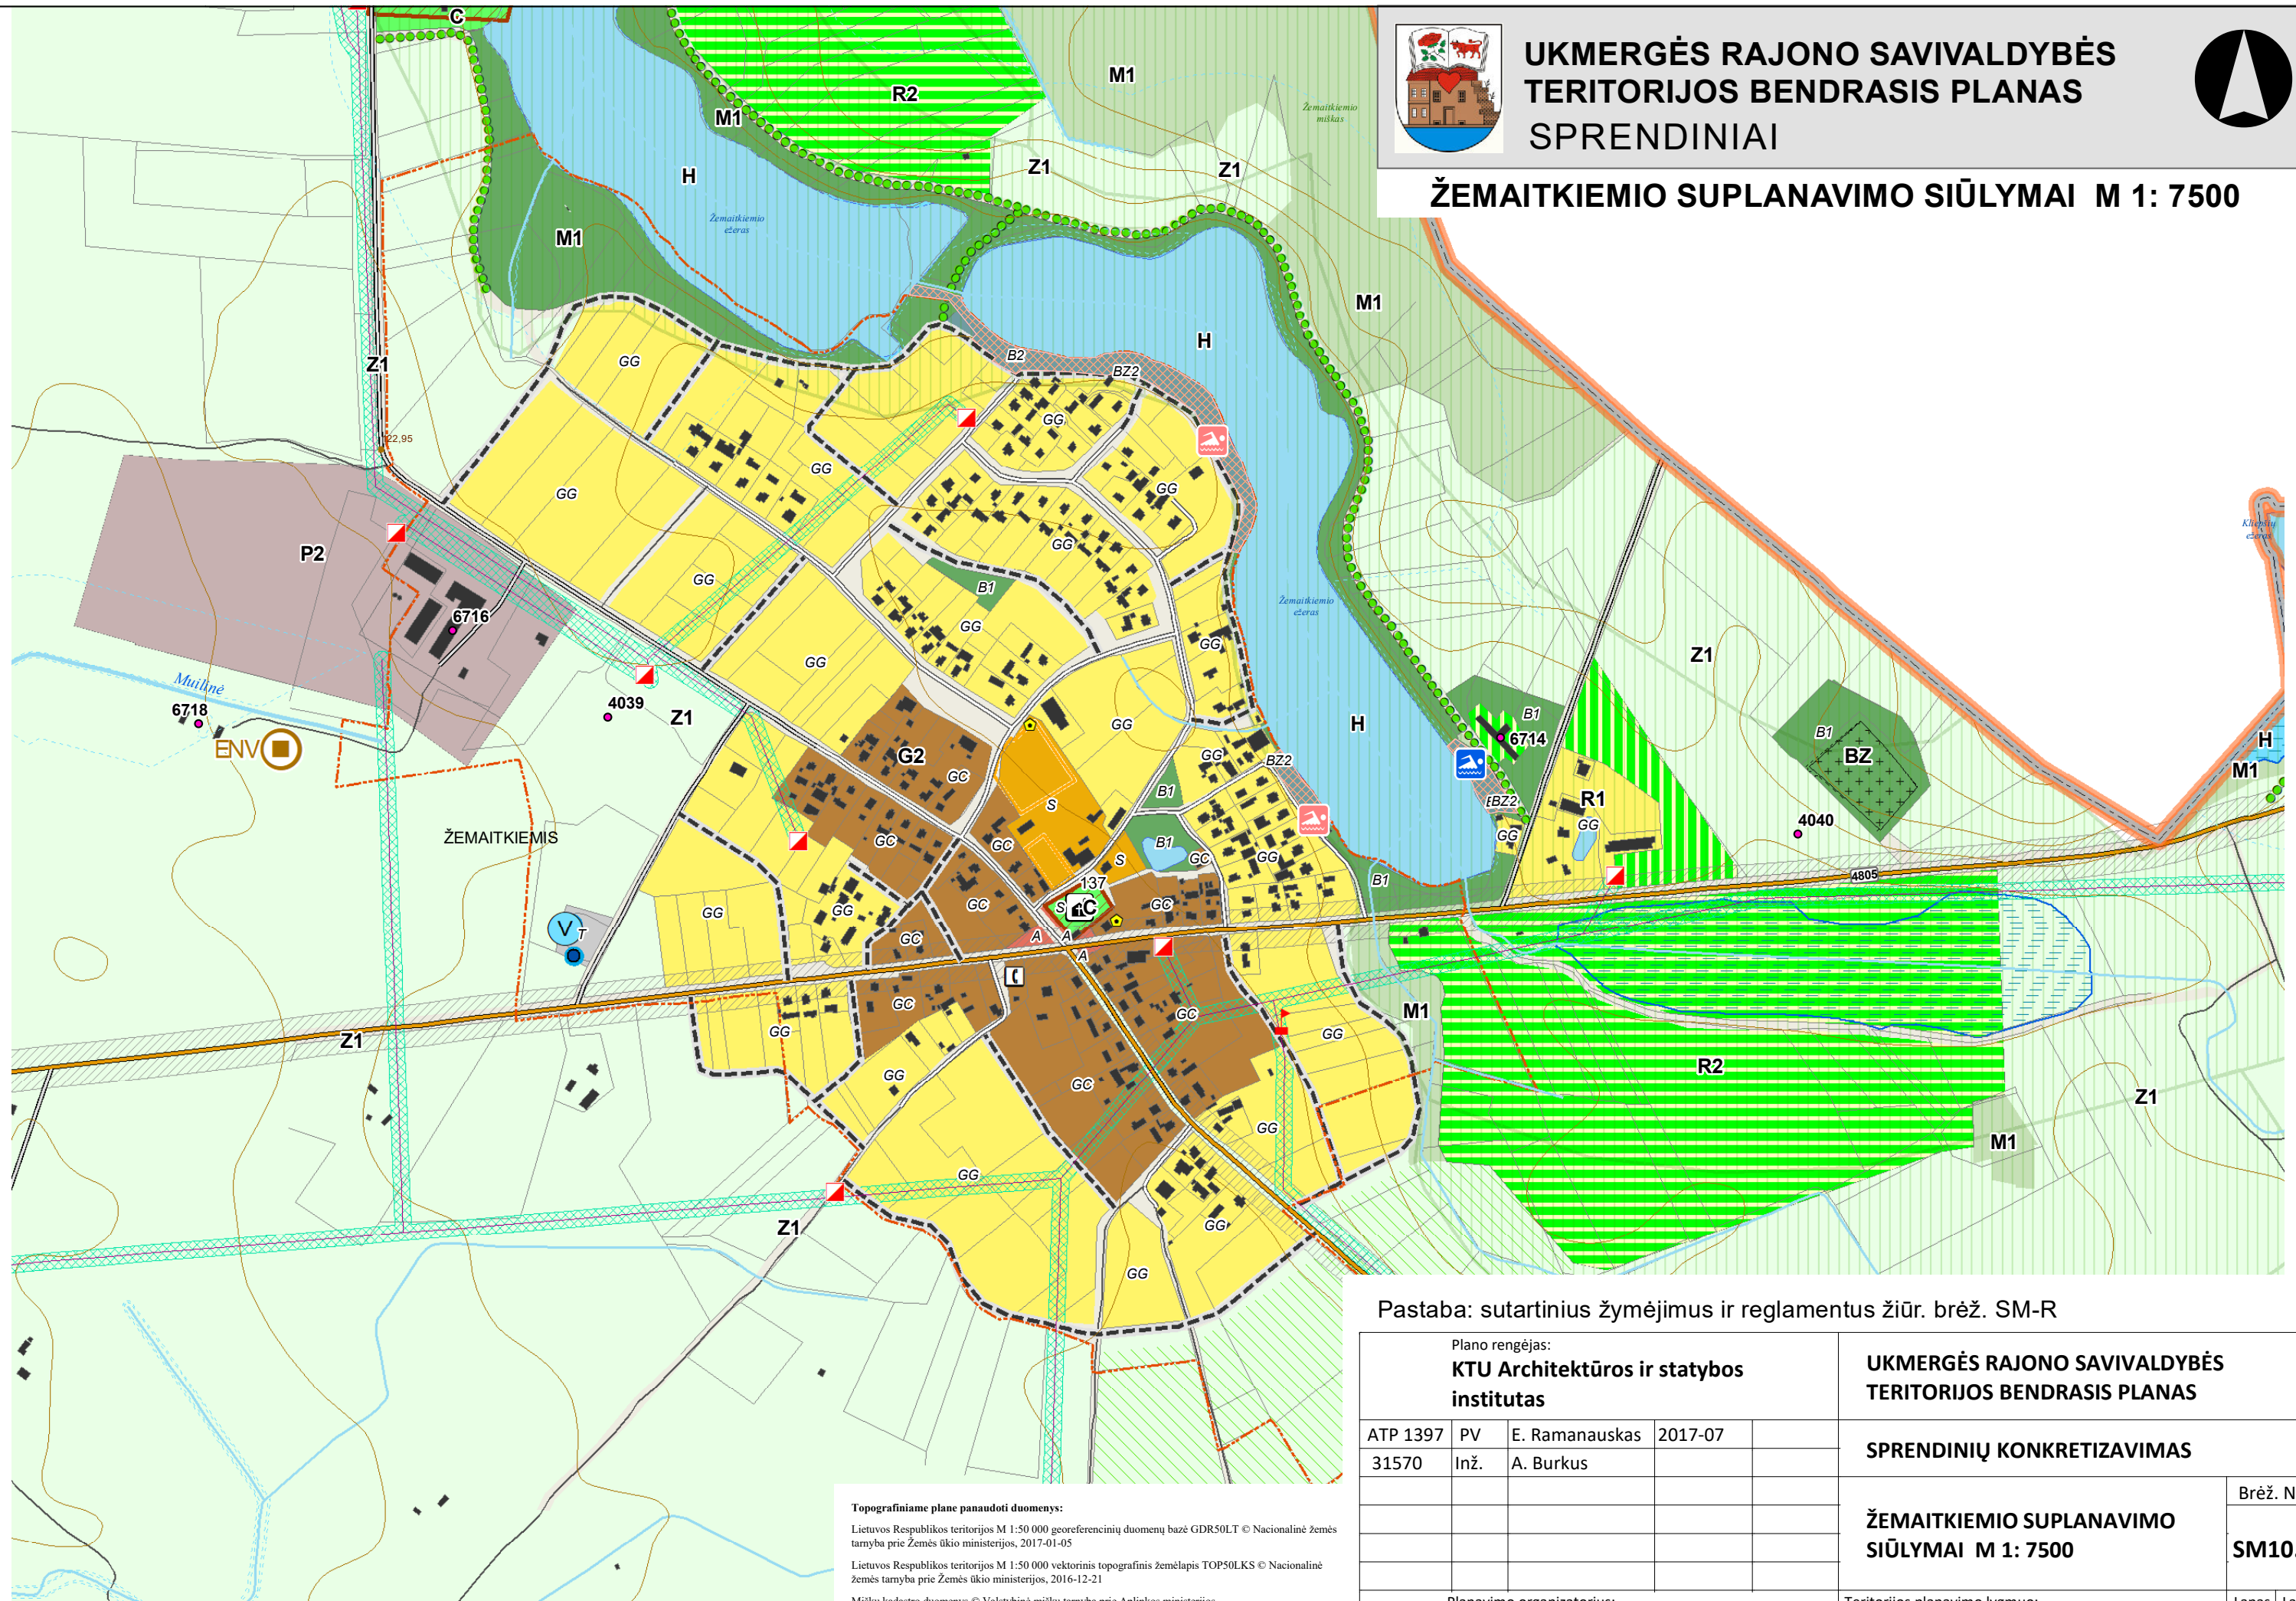 UKMERGĖS RAJONO SAVIVALDYBĖS
TERITORIJOS BENDRASIS PLANAS
SPRENDINIAI
ŽEMAITKIEMIO SUPLANAVIMO SIŪLYMAI M 1: 7500
C
R2
M1
M1
Žemaitkiemio
miškas
Z1
Z1
H
Žemaitkiemio
ežeras
M1
M1
H
Z1
B2
BZ2
GG
GG
22,95
GG
GG
GG
GG
P2
GG
B1
GG
GG
GG
6716
Žemaitkiemio
ežeras
Kliepšių
ežeras
Z1
Muilinė
6718
4039
Z1
ENV
G2
GC
GG
GG
BZ2
H
B1
6714
B1
BZ
H
M1
S
B1
BZ2
R1
GG
GG
4040
ŽEMAITKIEMIS
GC
GC
B1
S
GC
GG
B1
4805
137
S
C
GC
GC
GG
GG
V
T
GC
A
A
A
GC
GC
GG
GG
M1
Z1
GG
GC
R2
Z1
M1
GG
GG
Z1
GG
GG
Pastaba: sutartinius žymėjimus ir reglamentus žiūr. brėž. SM-R
Plano rengėjas:
KTU Architektūros ir statybos
institutas
UKMERGĖS RAJONO SAVIVALDYBĖS
TERITORIJOS BENDRASIS PLANAS
ATP 1397 PV E. Ramanauskas 2017-07
31570 Inž. A. Burkus
SPRENDINIŲ KONKRETIZAVIMAS
ŽEMAITKIEMIO SUPLANAVIMO
SIŪLYMAI M 1: 7500
Brėž. N
SM10.
Topografiniame plane panaudoti duomenys:
Lietuvos Respublikos teritorijos M 1:50 000 georeferencinių duomenų bazė GDR50LT © Nacionalinė žemės
tarnyba prie Žemės ūkio ministerijos, 2017-01-05
Lietuvos Respublikos teritorijos M 1:50 000 vektorinis topografinis žemėlapis TOP50LKS © Nacionalinė
žemės tarnyba prie Žemės ūkio ministerijos, 2016-12-21